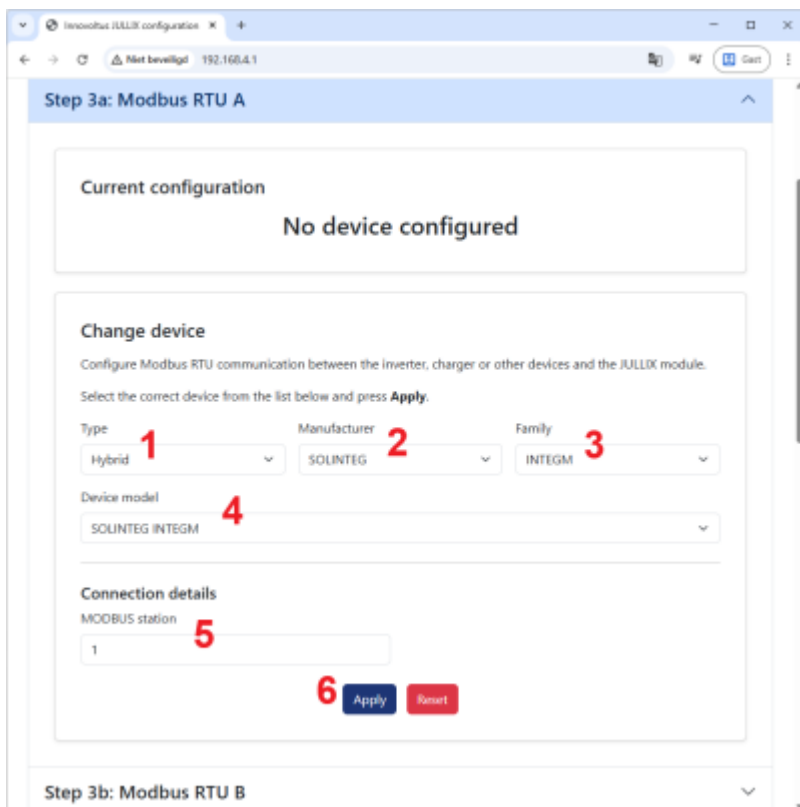 Innovoltus JULLIX configuration
Niet beveiligd 192.168.4.1 Gast
Step 3a: Modbus RTU A
Current configuration
No device configured
Change device
Configure Modbus RTU communication between the inverter, charger or other devices and the JULLIX module.
Select the correct device from the list below and press Apply.
Type 1 Manufacturer 2 Family 3
Hybrid SOLINTEG INTEGM
Device model 4
SOLINTEG INTEGM
Connection details
MODBUS station 5
1
6 Apply Reset
Step 3b: Modbus RTU B